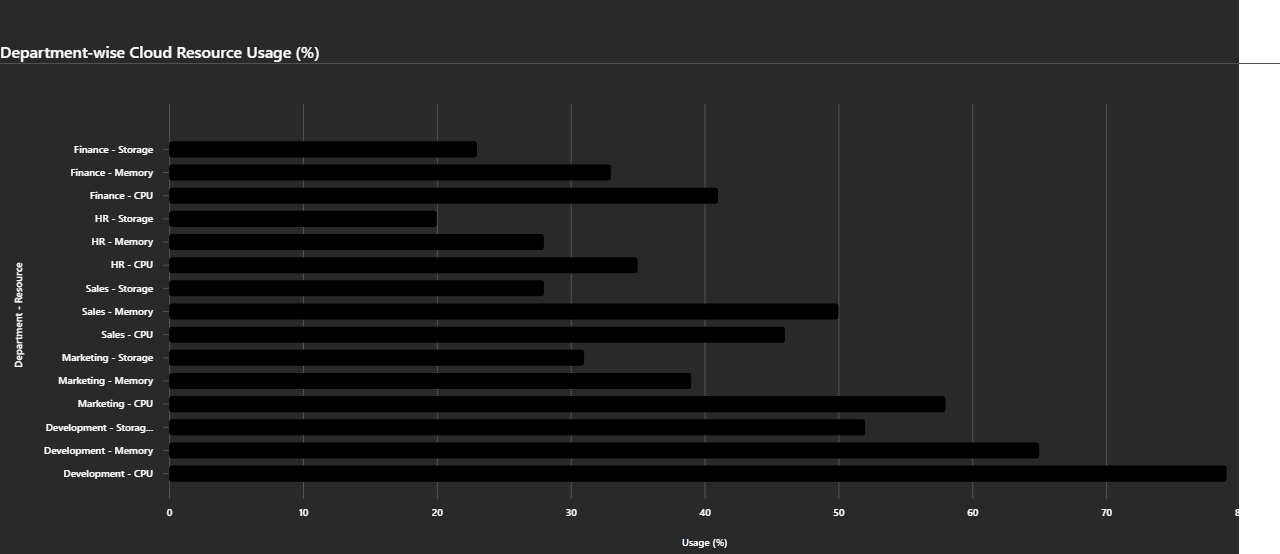 Department-wise Cloud Resource Usage (%)
Finance - Storage
Finance - Memory
Finance - CPU
HR - Storage
HR - Memory
HR - CPU
Sales - Storage
Sales - Memory
Sales - CPU
Marketing - Storage
Marketing - Memory
Marketing - CPU
Development - Storag...
Development - Memory
Development - CPU
Department - Resource
0 10 20 30 40 50 60 70 8
Usage (%)